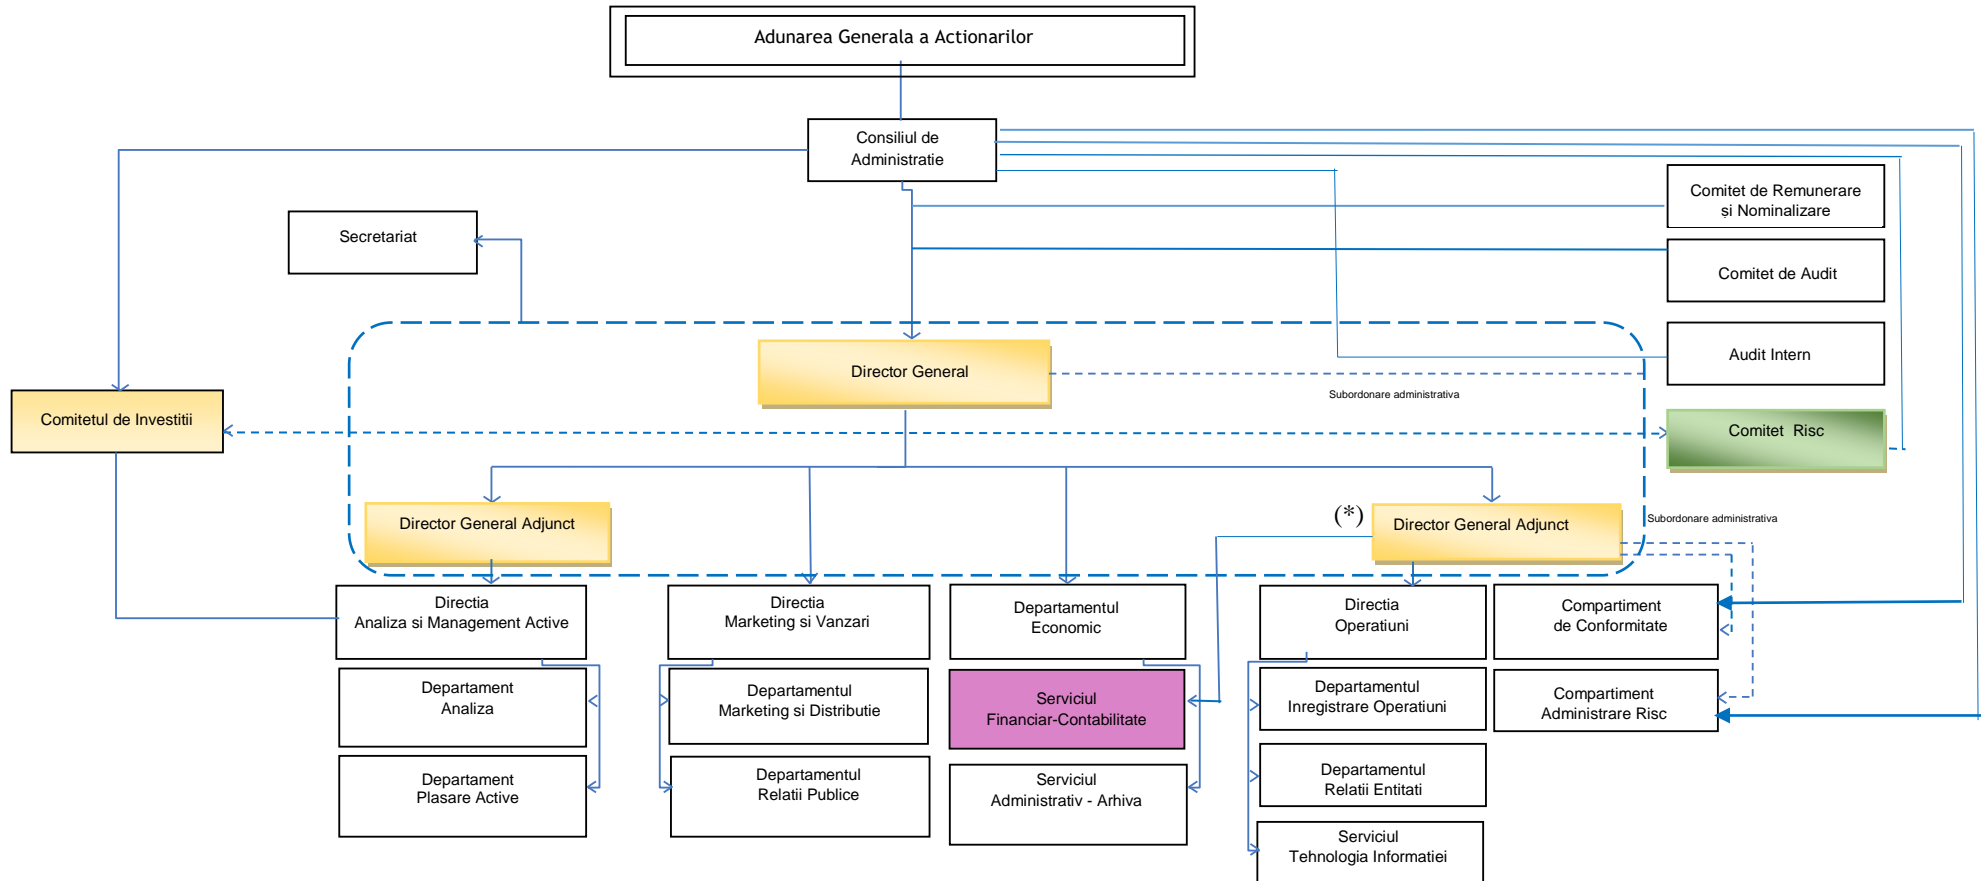 Adunarea Generala a Actionarilor
Consiliul de
Administratie
Comitet de Remunerare
și Nominalizare
Secretariat
Comitet de Audit
Audit Intern
Director General
Subordonare administrativa
Comitetul de Investitii
Comitet Risc
Director General Adjunct
(*)
Director General Adjunct
Subordonare administrativa
Directia
Analiza si Management Active
Directia
Marketing si Vanzari
Departamentul
Economic
Directia
Operatiuni
Compartiment
de Conformitate
Departament
Analiza
Departamentul
Marketing si Distributie
Serviciul
Financiar-Contabilitate
Departamentul
Inregistrare Operatiuni
Compartiment
Administrare Risc
Departament
Plasare Active
Departamentul
Relatii Publice
Serviciul
Administrativ - Arhiva
Departamentul
Relatii Entitati
Serviciul
Tehnologia Informatiei